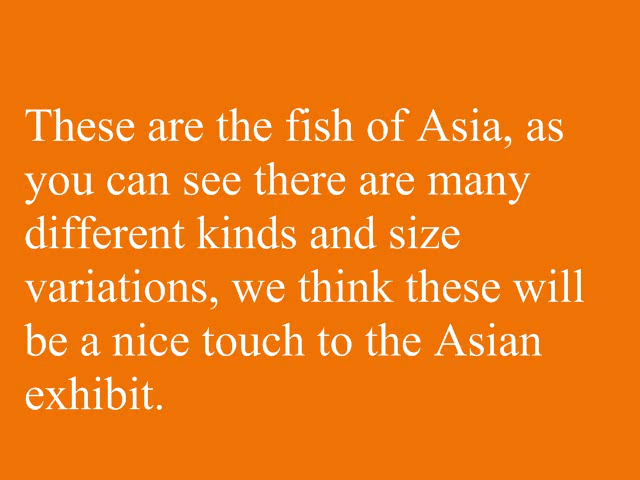 These are the fish of Asia, as
you can see there are many
different kinds and size
variations, we think these will
be a nice touch to the Asian
exhibit.